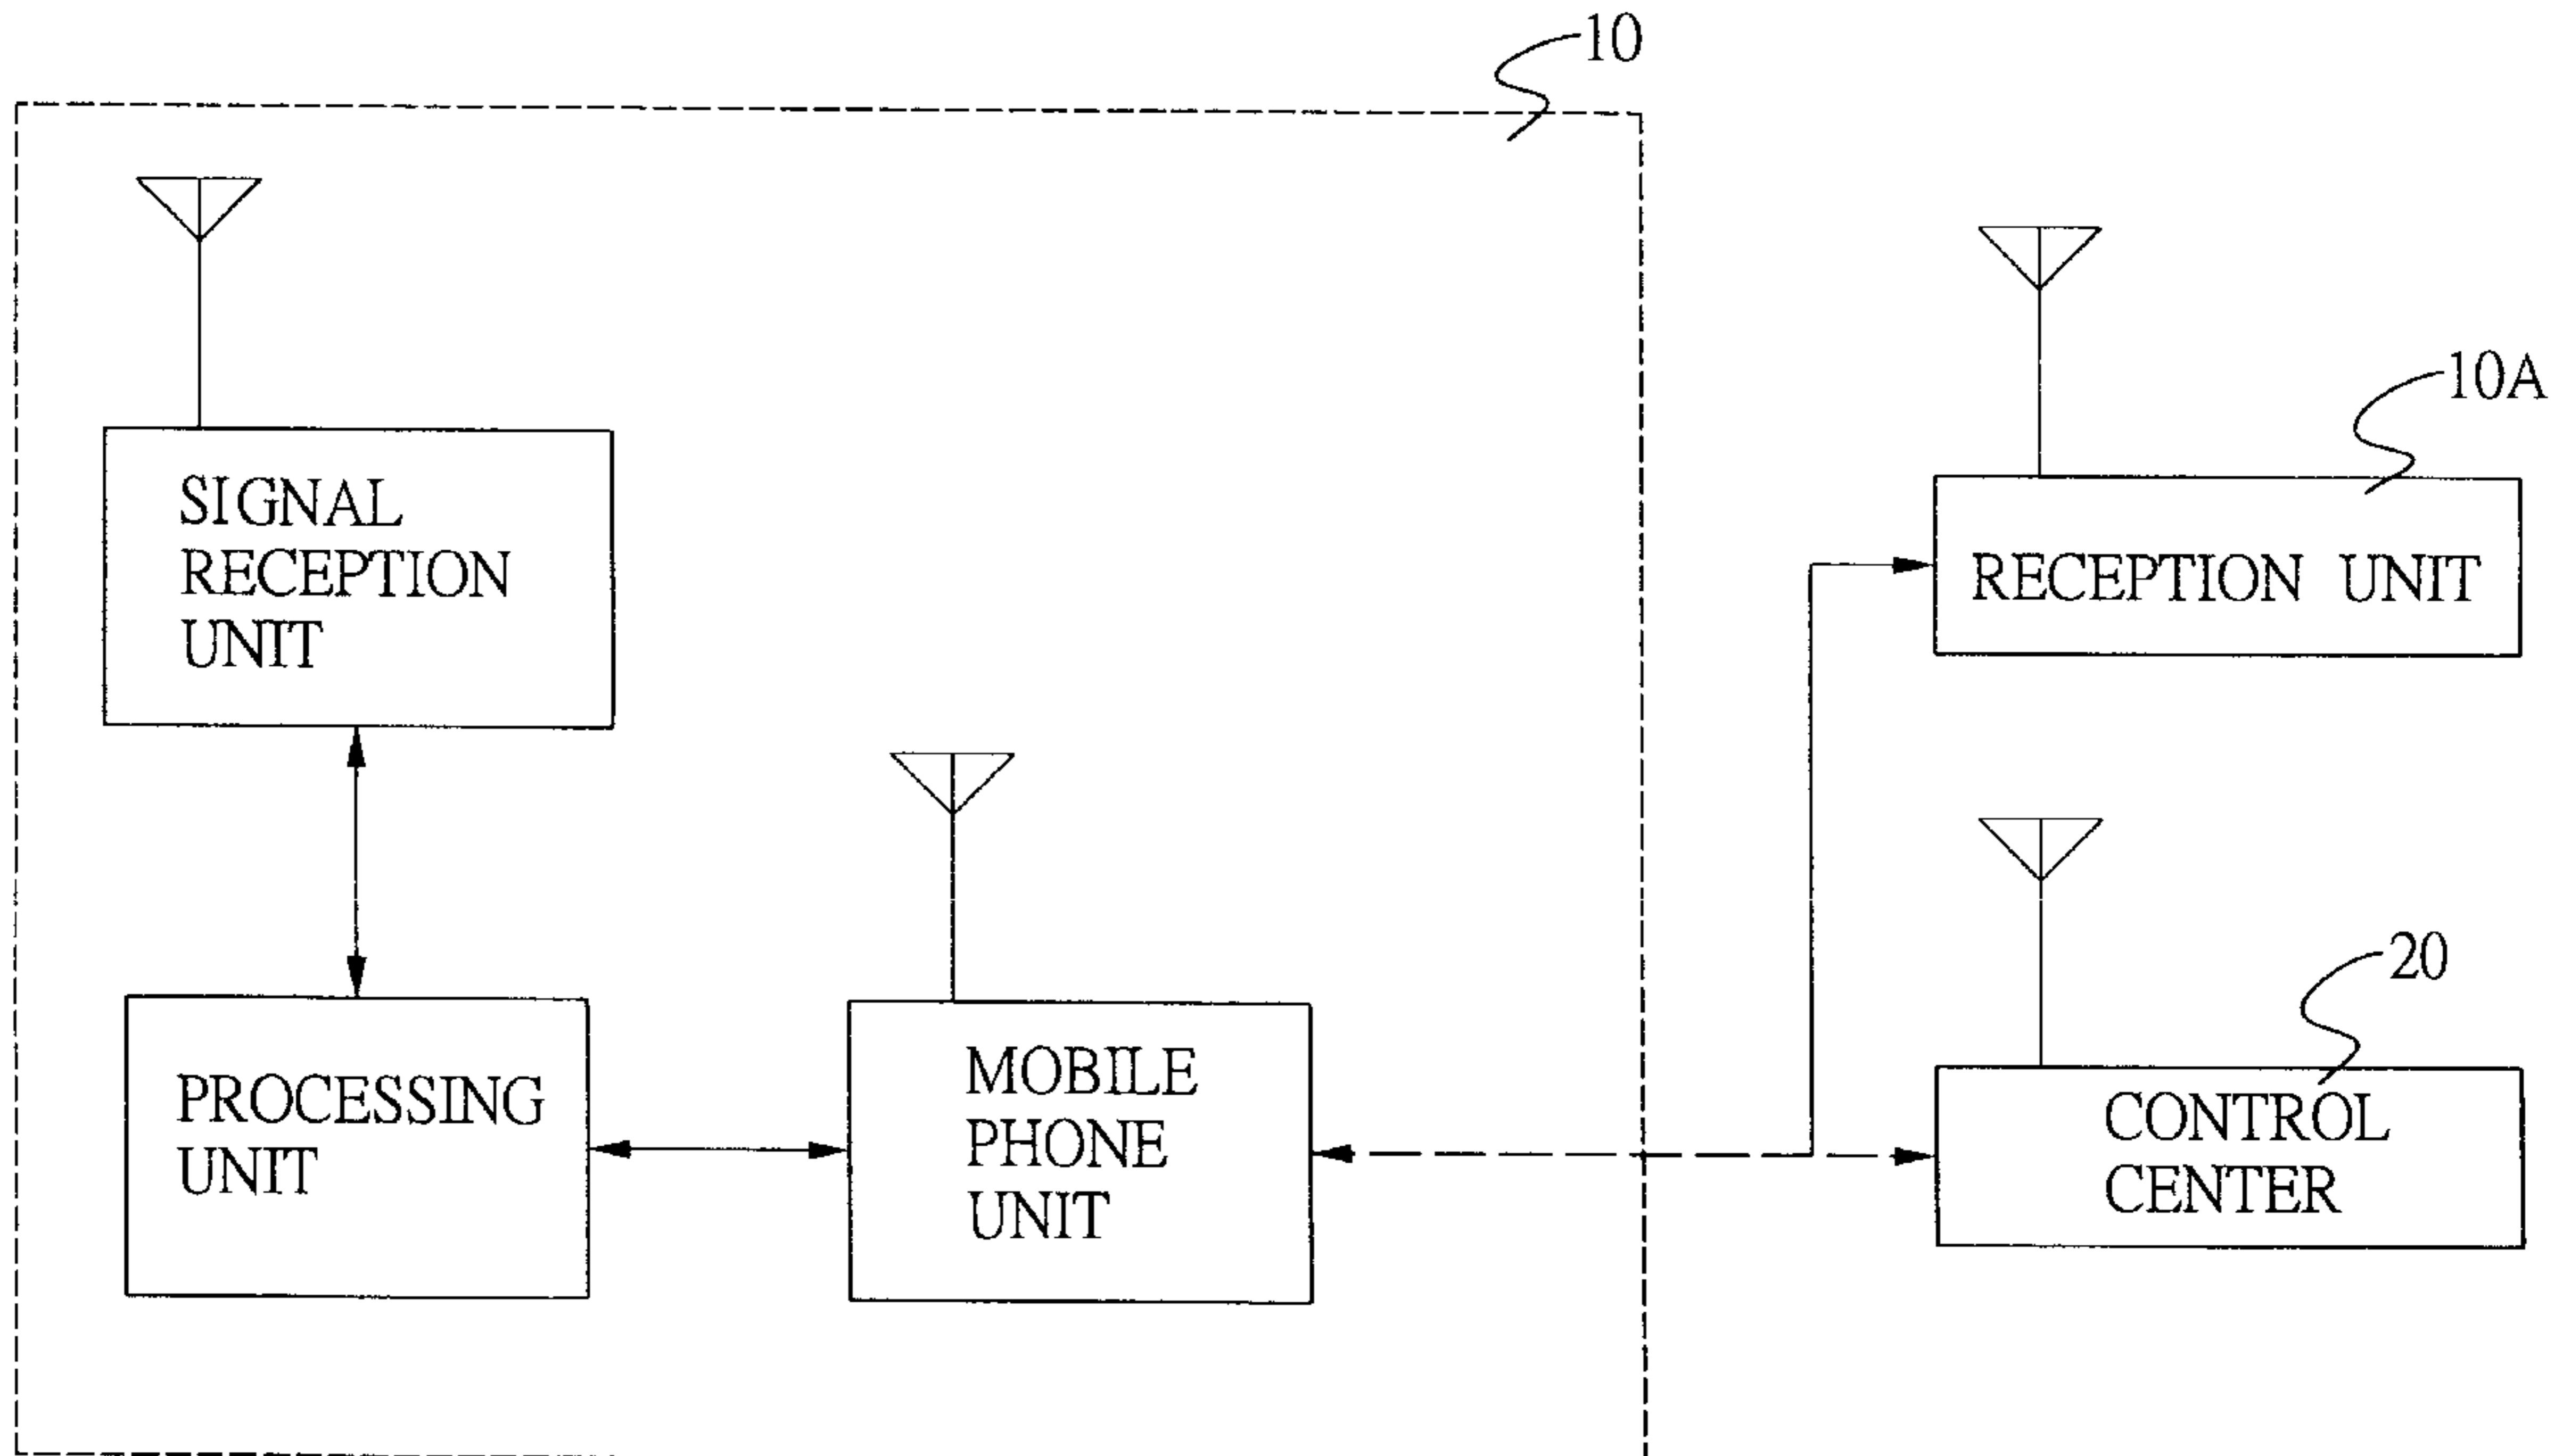 10
SIGNAL
RECEPTION
UNIT
10A
RECEPTION UNIT
PROCESSING
UNIT
MOBILE
PHONE
UNIT
20
CONTROL
CENTER